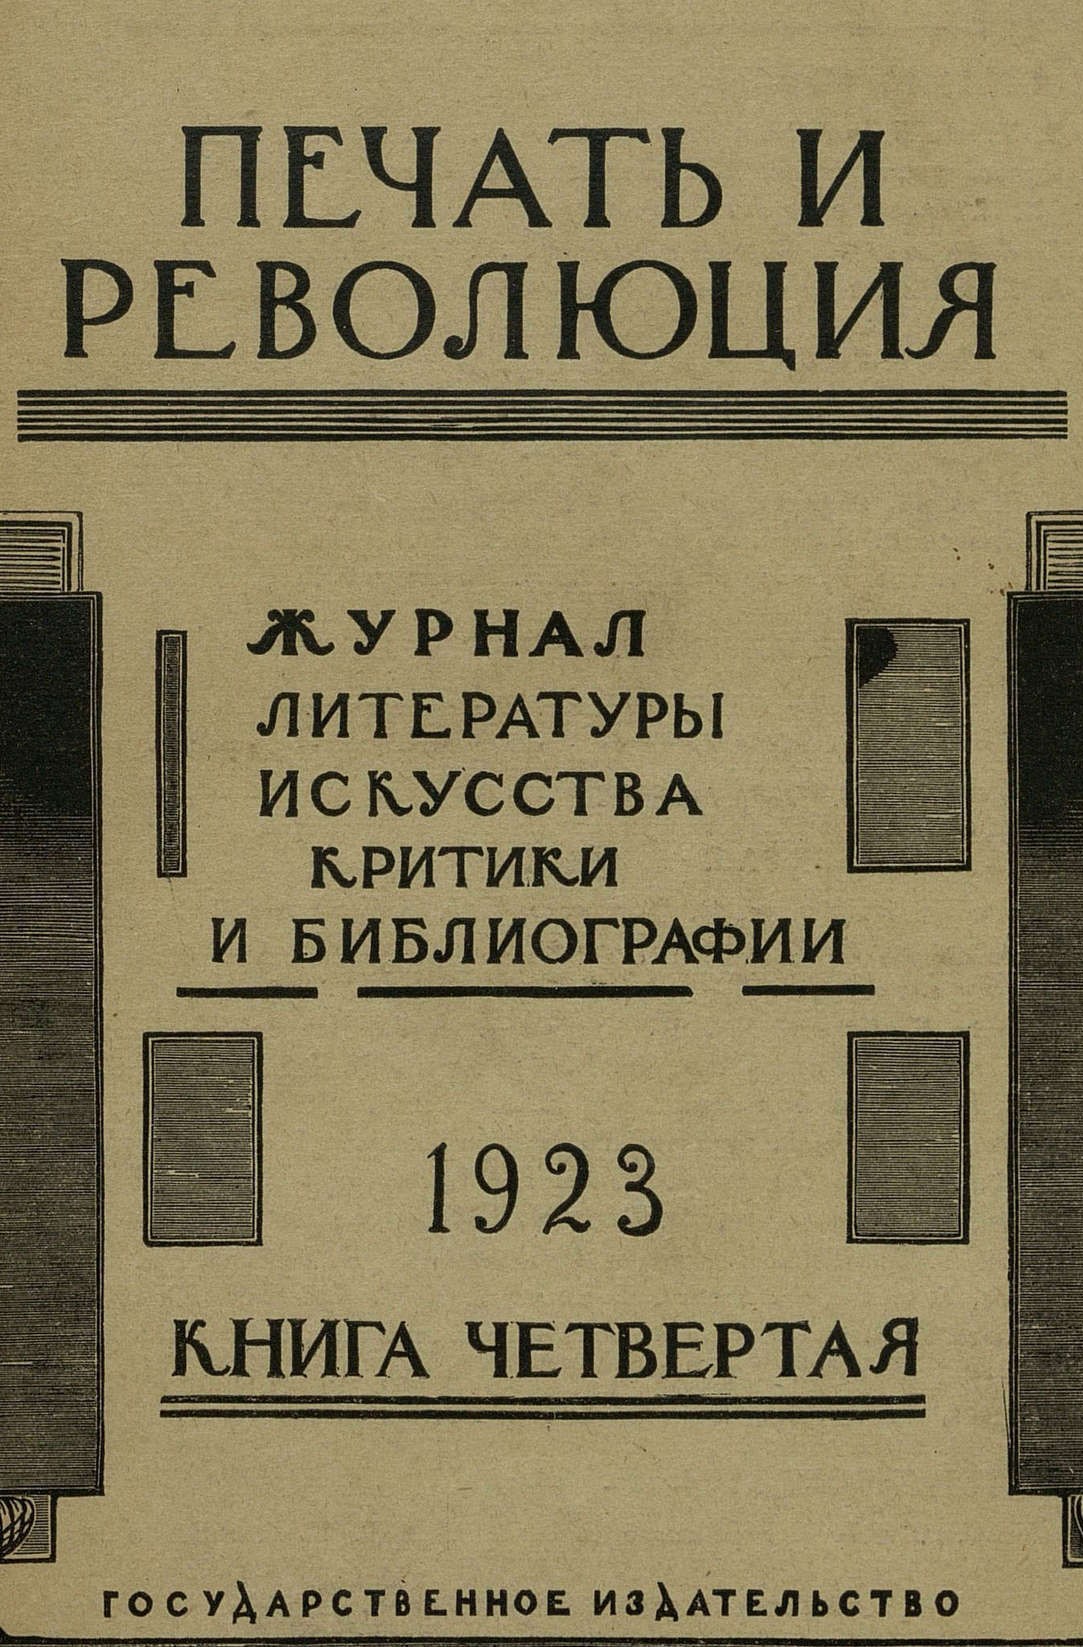 ПЕЧАТЬ И
РЕВОЛЮЦИЯ
ЖУРНАЛ
ЛИТЕРАТУРЫ
ИСКУССТВА
КРИТИКИ
И БИБЛИОГРАФИИ
1923
КНИГА ЧЕТВЕРТАЯ
ГОСУДАРСТВЕННОЕ ИЗДАТЕЛЬСТВО